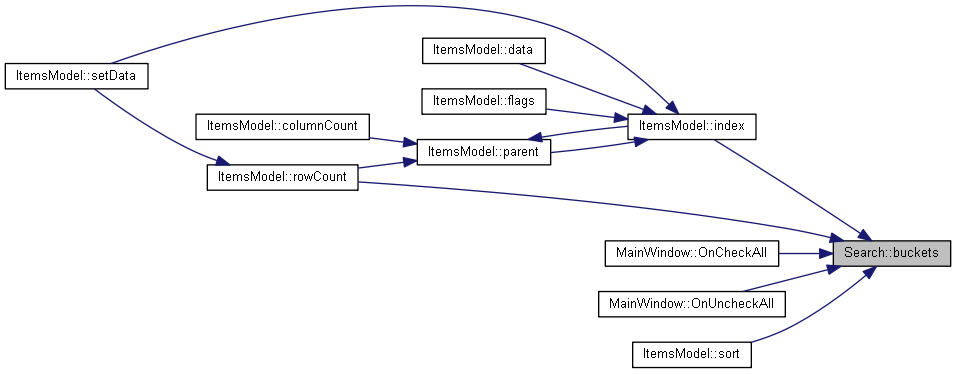 ItemsModel::data
ItemsModel::setData
ItemsModel::flags
ItemsModel::columnCount
ItemsModel::index
ItemsModel::parent
ItemsModel::rowCount
MainWindow::OnCheckAll
Search::buckets
MainWindow::OnUncheckAll
ItemsModel::sort